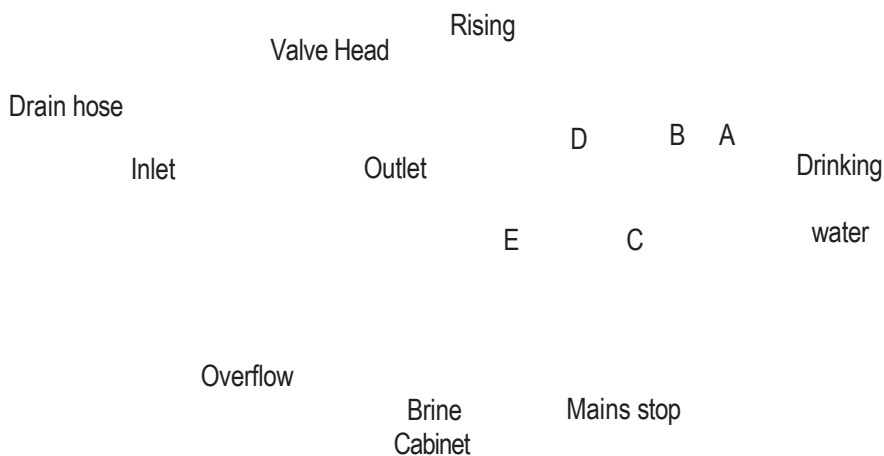 Rising
Valve Head
Drain hose
D B A
Inlet Outlet Drinking
water
E C
Overflow
Brine Mains stop
Cabinet